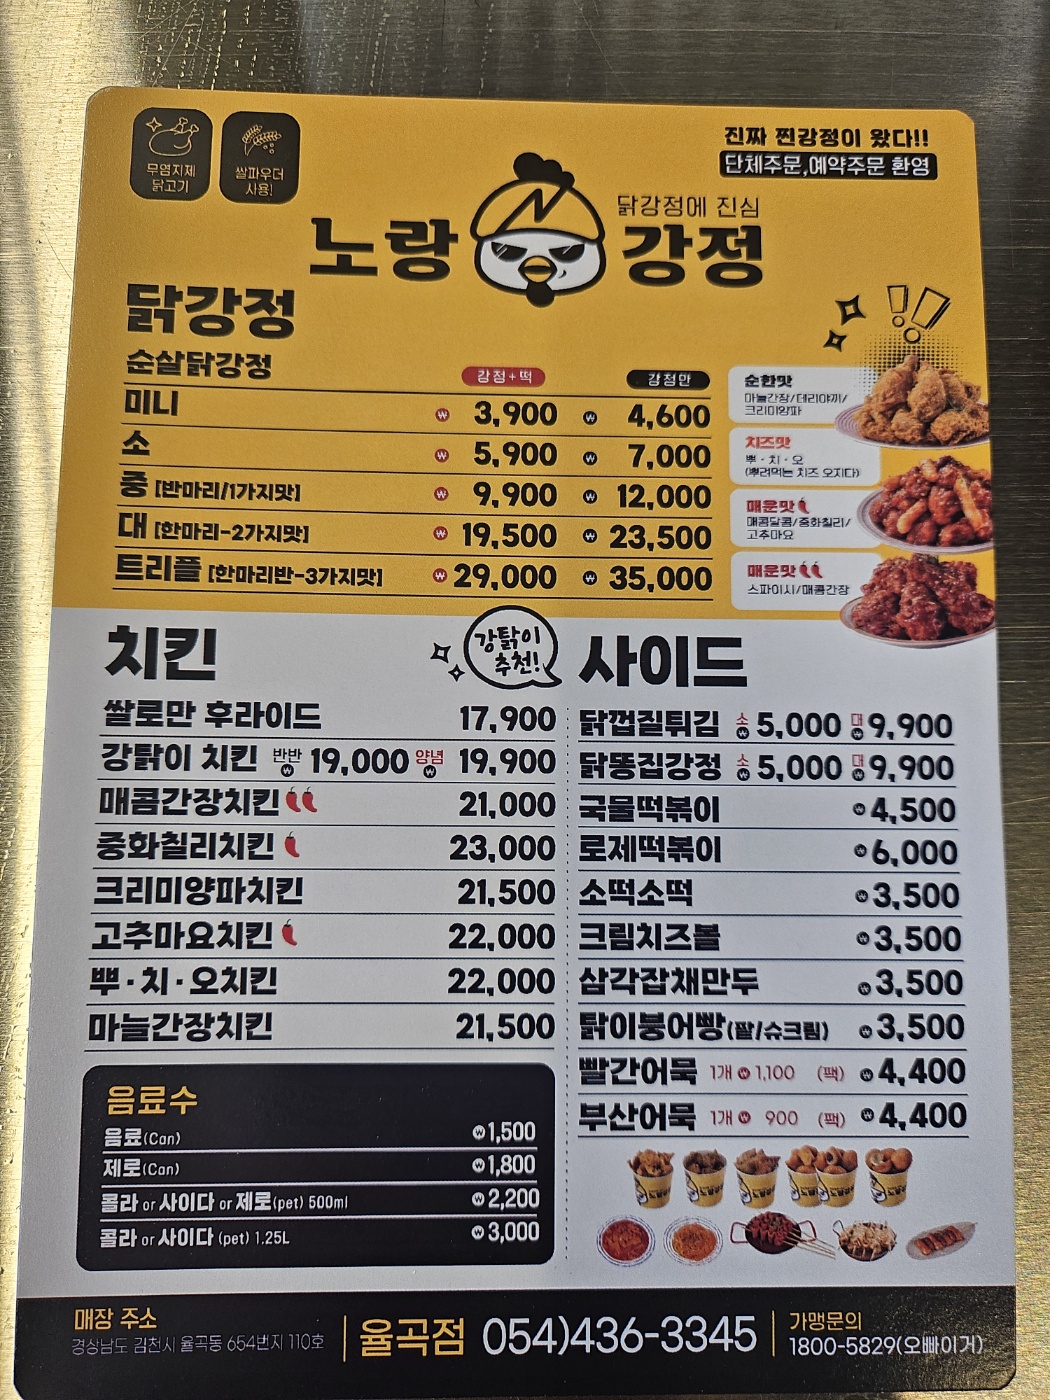 무염지제
닭고기
쌀파우더
사용!
진짜 찐강정이 왔다!!
단체주문,예약주문 환영
닭강정에 진심
노랑 강정
닭강정
순살닭강정 강정+떡 강정만
미니 ₩ 3,900 ₩ 4,600
소 ₩ 5,900 ₩ 7,000
중 [반마리/1가지맛] ₩ 9,900 ₩ 12,000
대 [한마리-2가지맛] ₩ 19,500 ₩ 23,500
트리플 [한마리반-3가지맛] ₩ 29,000 ₩ 35,000
순한맛
마늘간장/데리야끼/
크리미양파
치즈맛
뿌·치·오
(뿌려먹는 치즈 오지다)
매운맛
매콤달콤/중화칠리/
고추마요
매운맛
스파이시/매콤간장
치킨
강탉이
추천!
쌀로만 후라이드 17,900
강탉이 치킨 반반 ₩ 19,000 양념 ₩ 19,900
매콤간장치킨 21,000
중화칠리치킨 23,000
크리미양파치킨 21,500
고추마요치킨 22,000
뿌·치·오치킨 22,000
마늘간장치킨 21,500
사이드
닭껍질튀김 소 ₩ 5,000 대 ₩ 9,900
닭똥집강정 소 ₩ 5,000 대 ₩ 9,900
국물떡볶이 ₩ 4,500
로제떡볶이 ₩ 6,000
소떡소떡 ₩ 3,500
크림치즈볼 ₩ 3,500
삼각잡채만두 ₩ 3,500
탉이붕어빵(팥/슈크림) ₩ 3,500
빨간어묵 1개 ₩ 1,100 (팩) ₩ 4,400
부산어묵 1개 ₩ 900 (팩) ₩ 4,400
음료수
음료(Can) ₩ 1,500
제로(Can) ₩ 1,800
콜라 or 사이다 or 제로(pet) 500ml ₩ 2,200
콜라 or 사이다 (pet) 1.25L ₩ 3,000
매장 주소
경상남도 김천시 율곡동 654번지 110호
율곡점 054)436-3345
가맹문의
1800-5829(오빠이거)